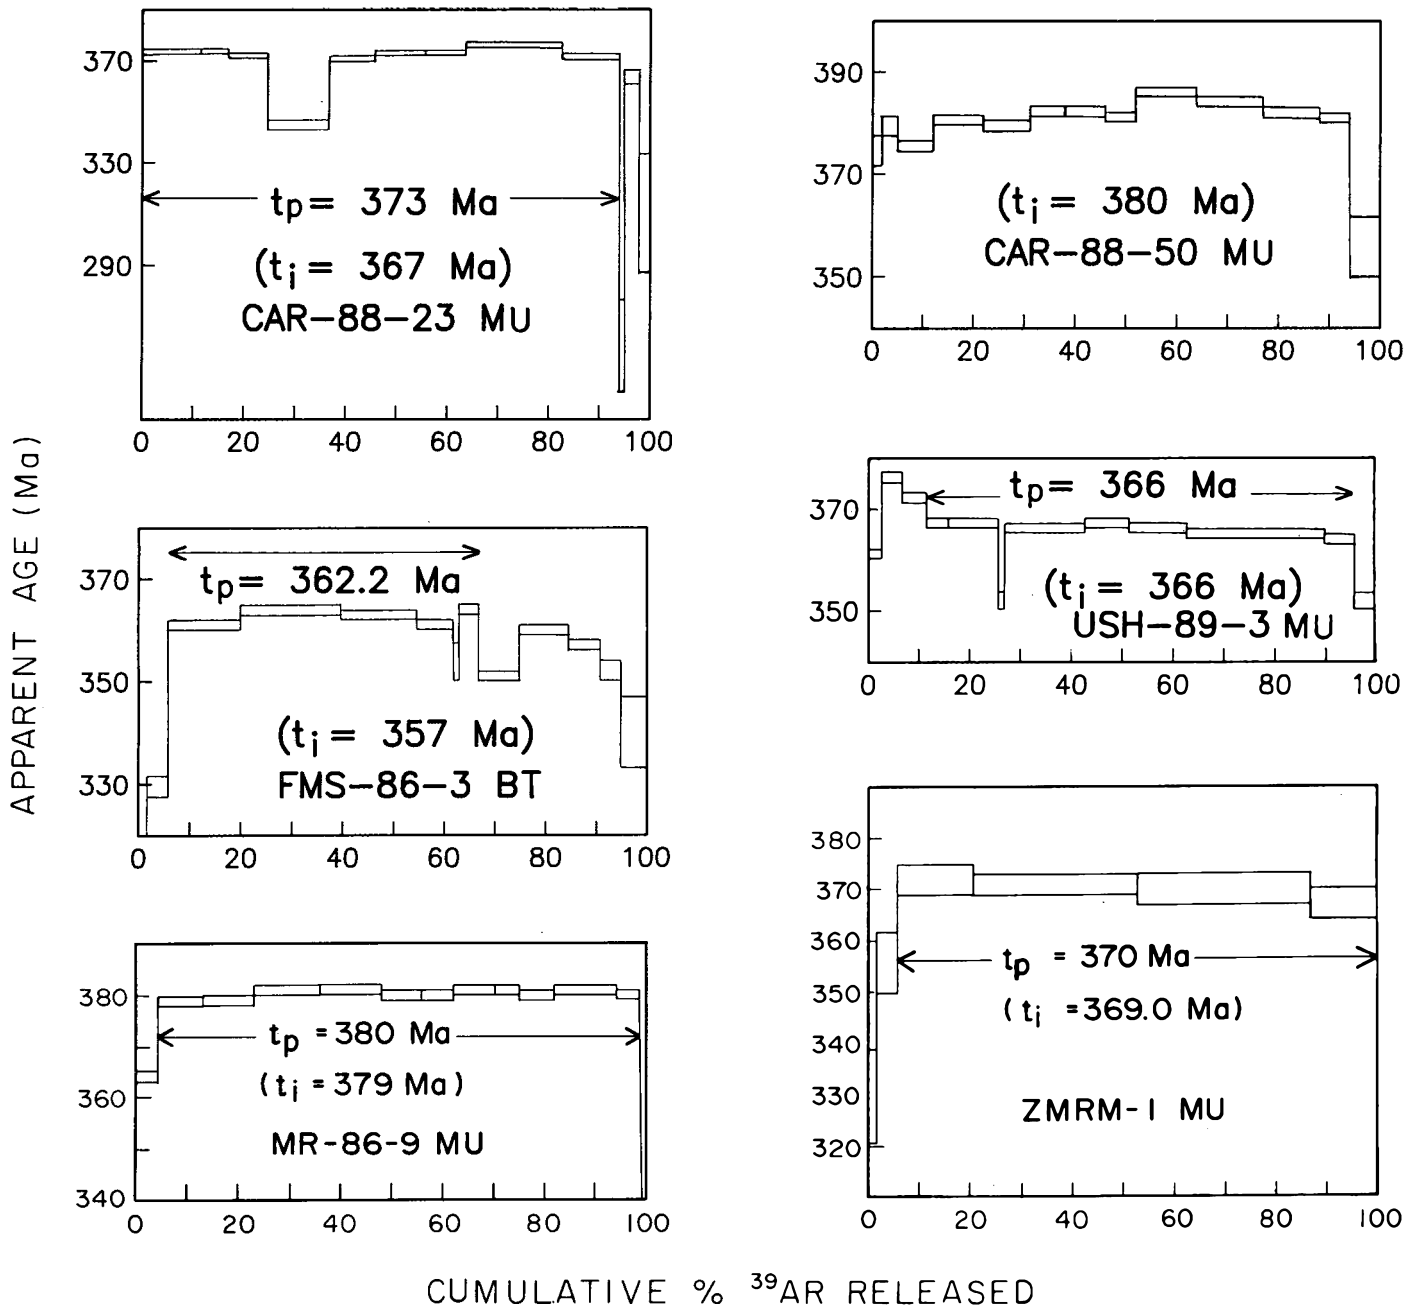 370
330
290
tp = 373 Ma
(ti = 367 Ma)
CAR-88-23 MU
0 20 40 60 80 100
390
370
350
(ti = 380 Ma)
CAR-88-50 MU
0 20 40 60 80 100
APPARENT AGE (Ma)
370
350
330
tp = 362.2 Ma
(ti = 357 Ma)
FMS-86-3 BT
0 20 40 60 80 100
370
350
tp = 366 Ma
(ti = 366 Ma)
USH-89-3 MU
0 20 40 60 80 100
380
360
340
tp = 380 Ma
(ti = 379 Ma)
MR-86-9 MU
0 20 40 60 80 100
380
370
360
350
340
330
320
tp = 370 Ma
(ti = 369.0 Ma)
ZMRM-1 MU
0 20 40 60 80 100
CUMULATIVE % ³⁹AR RELEASED